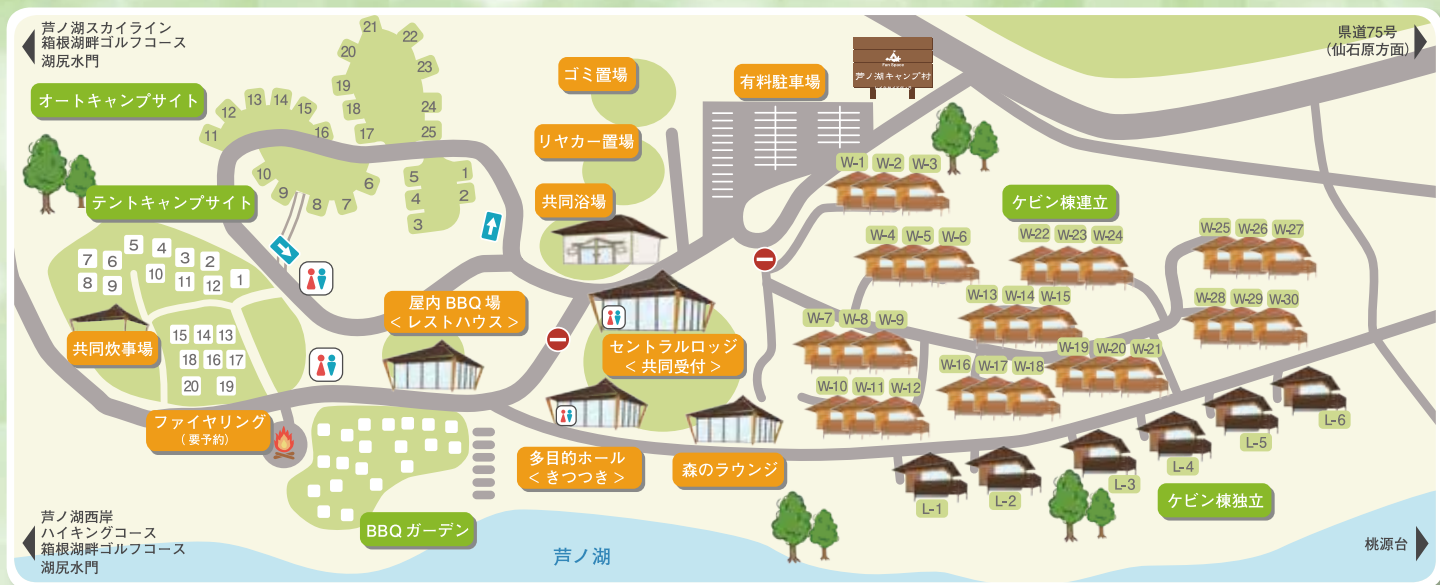 芦ノ湖スカイライン
箱根湖畔ゴルフコース
湖尻水門
県道75号
(仙石原方面)
Fun Space
芦ノ湖キャンプ村
オートキャンプサイト
ゴミ置場
有料駐車場
リヤカー置場
共同浴場
テントキャンプサイト
ケビン棟連立
21
22
20
23
19
18
24
17
25
13
14
12
15
11
16
10
9
8
7
6
5
1
4
2
3
W-1
W-2
W-3
W-4
W-5
W-6
W-22
W-23
W-24
W-25
W-26
W-27
W-13
W-14
W-15
W-28
W-29
W-30
W-7
W-8
W-9
W-16
W-17
W-18
W-19
W-20
W-21
W-10
W-11
W-12
5
4
3
2
7
6
10
11
12
1
8
9
15
14
13
18
16
17
20
19
屋内BBQ場
<レストハウス>
共同炊事場
セントラルロッジ
<共同受付>
ファイヤリング
(要予約)
多目的ホール
<きつつき>
森のラウンジ
L-1
L-2
L-3
L-4
L-5
L-6
ケビン棟独立
BBQガーデン
芦ノ湖
芦ノ湖西岸
ハイキングコース
箱根湖畔ゴルフコース
湖尻水門
桃源台